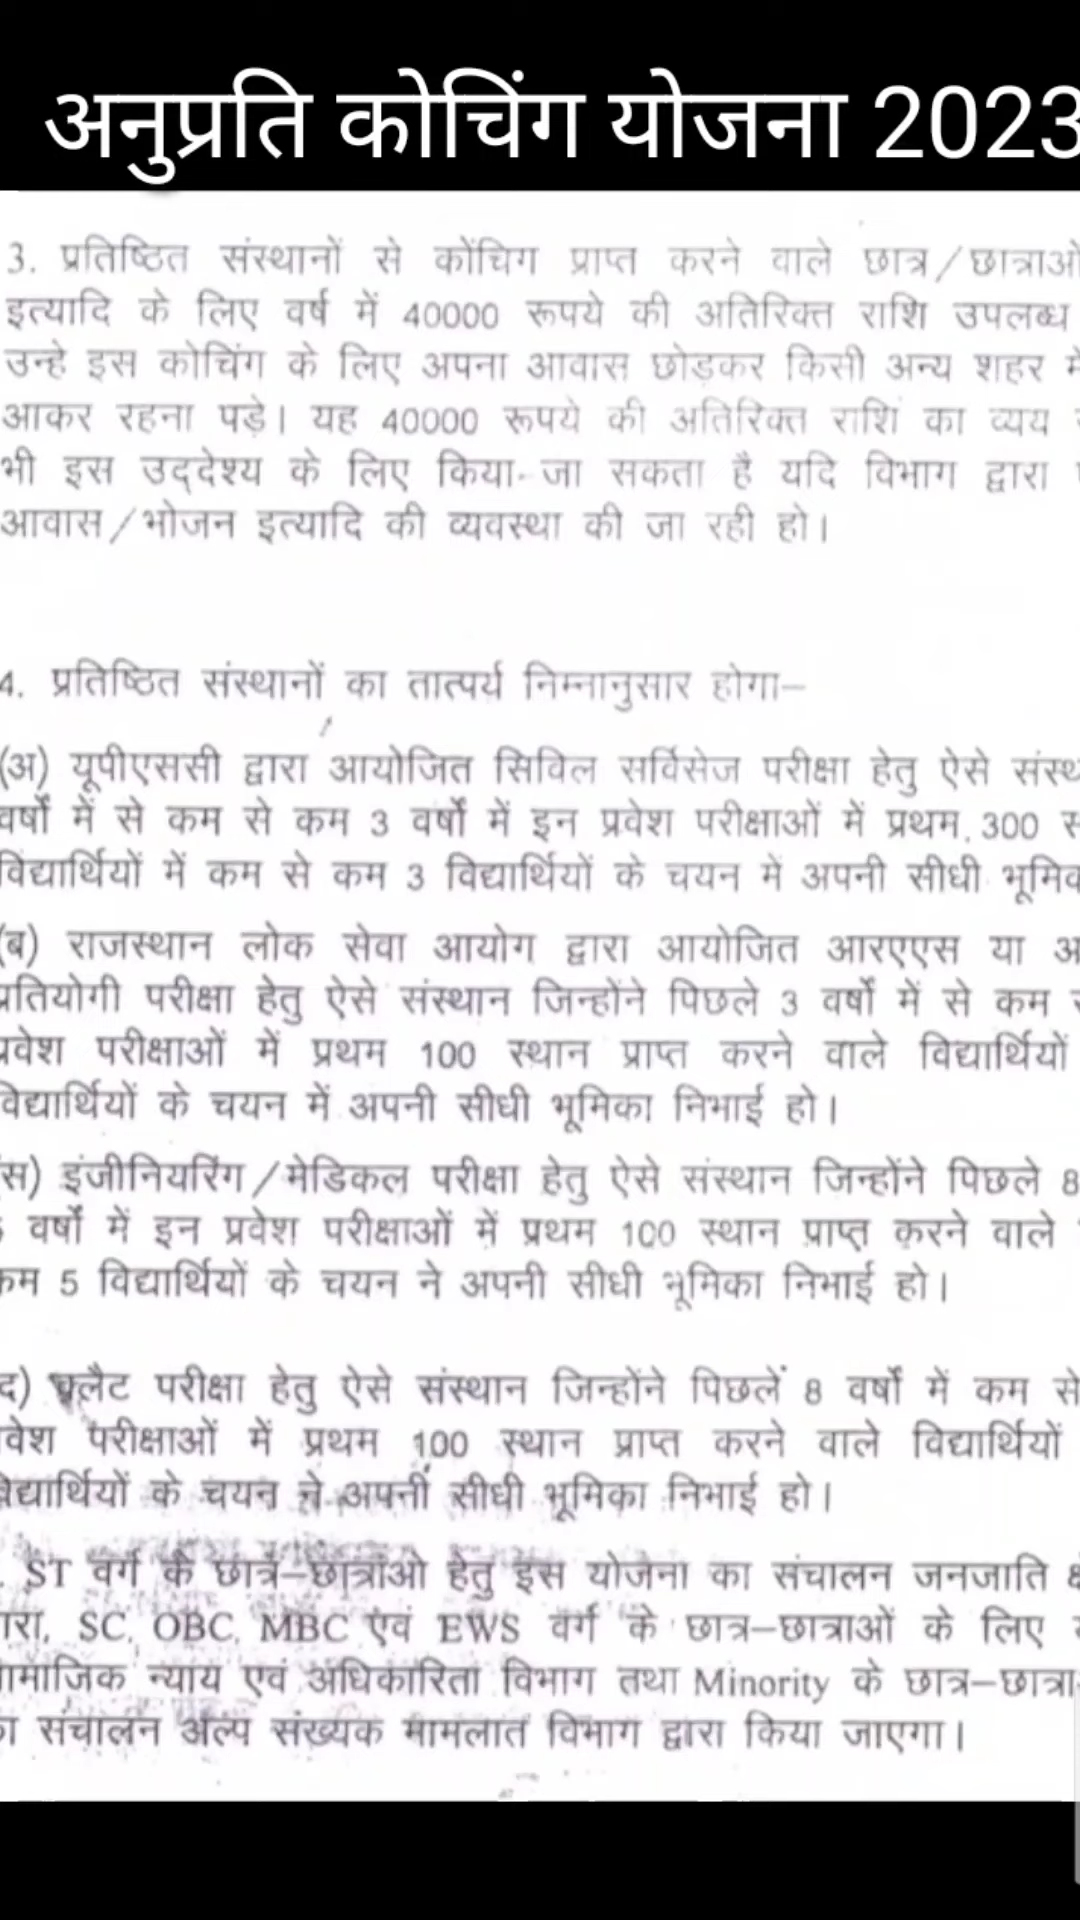 अनुप्रति कोचिंग योजना 2023
3. प्रतिष्ठित संस्थानों से कोंचिग प्राप्त करने वाले छात्र/छात्राओ
इत्यादि के लिए वर्ष में 40000 रूपये की अतिरिक्त राशि उपलब्ध
उन्हे इस कोचिंग के लिए अपना आवास छोड़कर किसी अन्य शहर में
आकर रहना पड़े। यह 40000 रूपये की अतिरिक्त राशि का व्यय
भी इस उद्देश्य के लिए किया जा सकता है यदि विभाग द्वारा
आवास/भोजन इत्यादि की व्यवस्था की जा रही हो।
4. प्रतिष्ठित संस्थानों का तात्पर्य निम्नानुसार होगा–
(अ) यूपीएससी द्वारा आयोजित सिविल सर्विसेज परीक्षा हेतु ऐसे
वर्षों में से कम से कम 3 वर्षों में इन प्रवेश परीक्षाओं में प्रथम 300
विद्यार्थियों में कम से कम 3 विद्यार्थियों के चयन में अपनी सीधी
(ब) राजस्थान लोक सेवा आयोग द्वारा आयोजित आरएएस या
प्रतियोगी परीक्षा हेतु ऐसे संस्थान जिन्होंने पिछले 3 वर्षों में से कम
प्रवेश परीक्षाओं में प्रथम 100 स्थान प्राप्त करने वाले विद्यार्थियों
विद्यार्थियों के चयन में अपनी सीधी भूमिका निभाई हो।
(स) इंजीनियरिंग/मेडिकल परीक्षा हेतु ऐसे संस्थान जिन्होंने पिछले 8
वर्षों में इन प्रवेश परीक्षाओं में प्रथम 100 स्थान प्राप्त करने वाले
कम 5 विद्यार्थियों के चयन ने अपनी सीधी भूमिका निभाई हो।
द) क्लैट परीक्षा हेतु ऐसे संस्थान जिन्होंने पिछलें 8 वर्षों में कम से
वेश परीक्षाओं में प्रथम 100 स्थान प्राप्त करने वाले विद्यार्थियों
विद्यार्थियों के चयन ने अपनी सीधी भूमिका निभाई हो।
. ST वर्ग के छात्र–छात्राओ हेतु इस योजना का संचालन जनजाति
SC, OBC, MBC एंव EWS वर्ग के छात्र–छात्राओं के लिए
ामाजिक न्याय एवं अधिकारिता विभाग तथा Minority के छात्र–छात्रा
संचालन अल्प संख्यक मामलात विभाग द्वारा किया जाएगा।